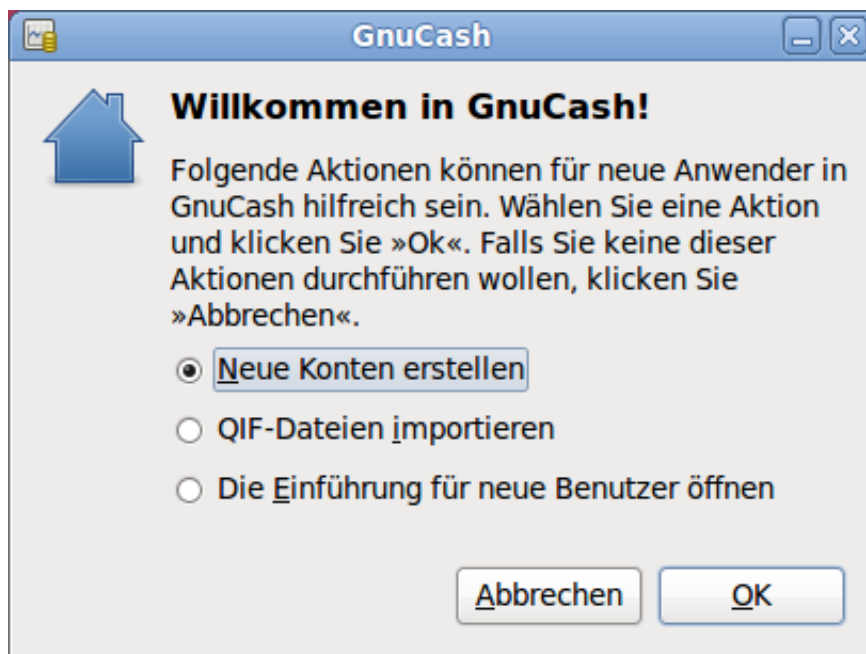 GnuCash
Willkommen in GnuCash!
Folgende Aktionen können für neue Anwender in
GnuCash hilfreich sein. Wählen Sie eine Aktion
und klicken Sie »Ok«. Falls Sie keine dieser
Aktionen durchführen wollen, klicken Sie
»Abbrechen«.
Neue Konten erstellen
QIF-Dateien importieren
Die Einführung für neue Benutzer öffnen
Abbrechen OK